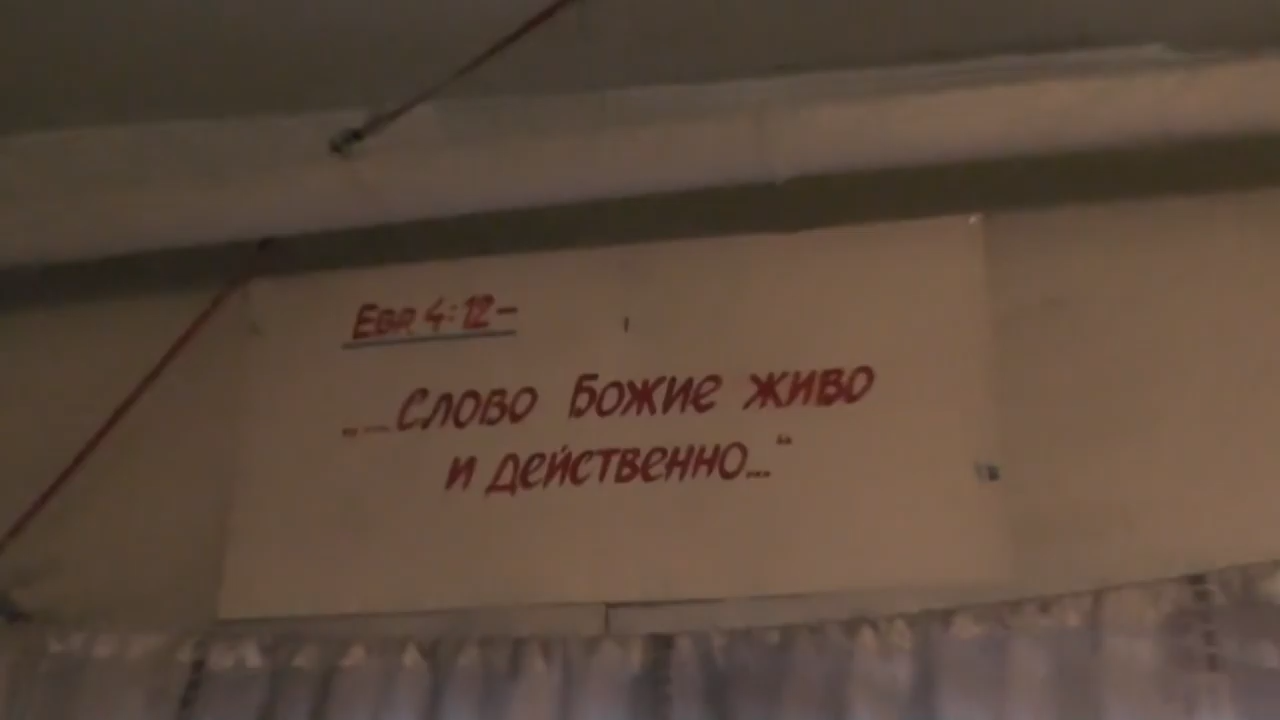 Евр 4:12-
„...Слово Божие живо
и действенно..."